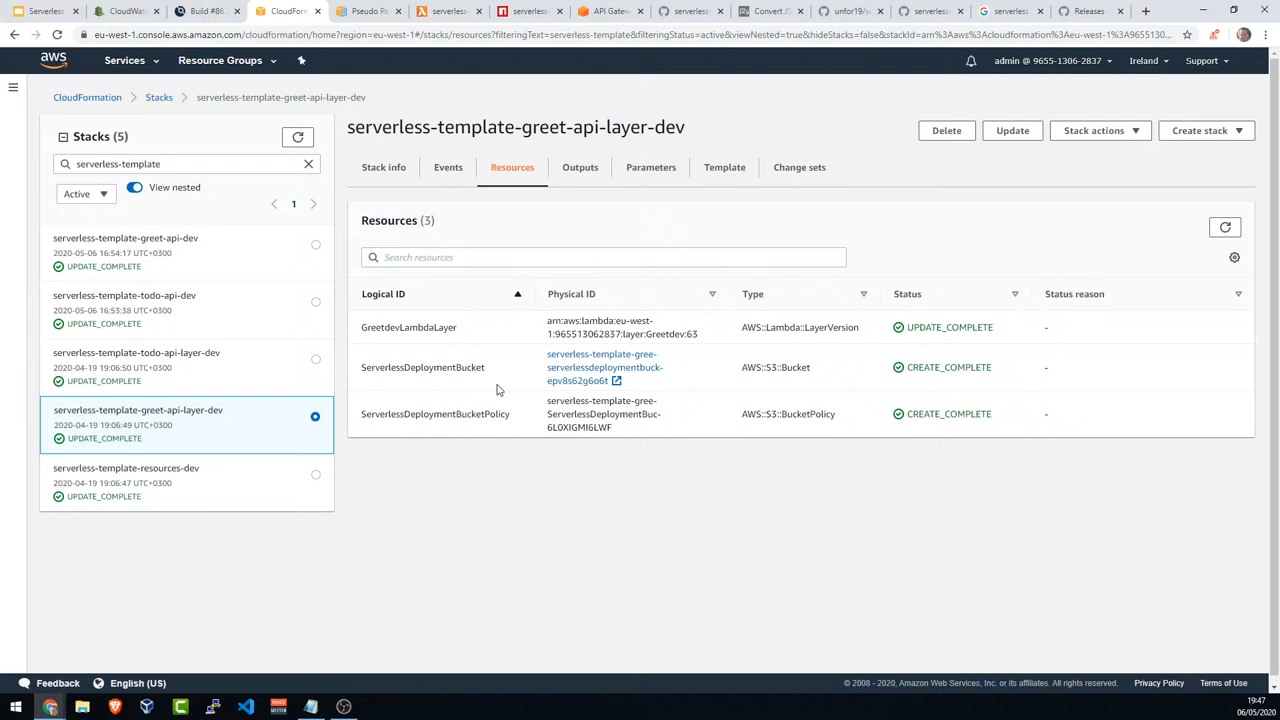 Serverless
CloudWat
Build #86
CloudForm
Pseudo Pa
serverless-
serverless-
API Gatew
serverless-
Convert JS
unfor19/s
serverless-
serverless
Releases -
eu-west-1.console.aws.amazon.com/cloudformation/home?region=eu-west-1#/stacks/resources?filteringText=serverless-template&filteringStatus=active&viewNested=true&hideStacks=false&stackId=arn%3Aaws%3Acloudformation%3Aeu-west-1%3A9655130...
aws
Services
Resource Groups
admin @ 9655-1306-2837
Ireland
Support
CloudFormation
Stacks
serverless-template-greet-api-layer-dev
Stacks (5)
serverless-template
Active
View nested
1
serverless-template-greet-api-dev
2020-05-06 16:54:17 UTC+0300
UPDATE_COMPLETE
serverless-template-todo-api-dev
2020-05-06 16:53:38 UTC+0300
UPDATE_COMPLETE
serverless-template-todo-api-layer-dev
2020-04-19 19:06:50 UTC+0300
UPDATE_COMPLETE
serverless-template-greet-api-layer-dev
2020-04-19 19:06:49 UTC+0300
UPDATE_COMPLETE
serverless-template-resources-dev
2020-04-19 19:06:47 UTC+0300
UPDATE_COMPLETE
serverless-template-greet-api-layer-dev
Delete
Update
Stack actions
Create stack
Stack info
Events
Resources
Outputs
Parameters
Template
Change sets
Resources (3)
Search resources
Logical ID
Physical ID
Type
Status
Status reason
GreetdevLambdaLayer
arn:aws:lambda:eu-west-
1:965513062837:layer:Greetdev:63
AWS::Lambda::LayerVersion
UPDATE_COMPLETE
-
ServerlessDeploymentBucket
serverless-template-gree-
serverlessdeploymentbuck-
epv8s62g6o6t
AWS::S3::Bucket
CREATE_COMPLETE
-
ServerlessDeploymentBucketPolicy
serverless-template-gree-
ServerlessDeploymentBuc-
6L0XIGMI6LWF
AWS::S3::BucketPolicy
CREATE_COMPLETE
-
Feedback
English (US)
© 2008 - 2020, Amazon Web Services, Inc. or its affiliates. All rights reserved.
Privacy Policy
Terms of Use
19:47
06/05/2020